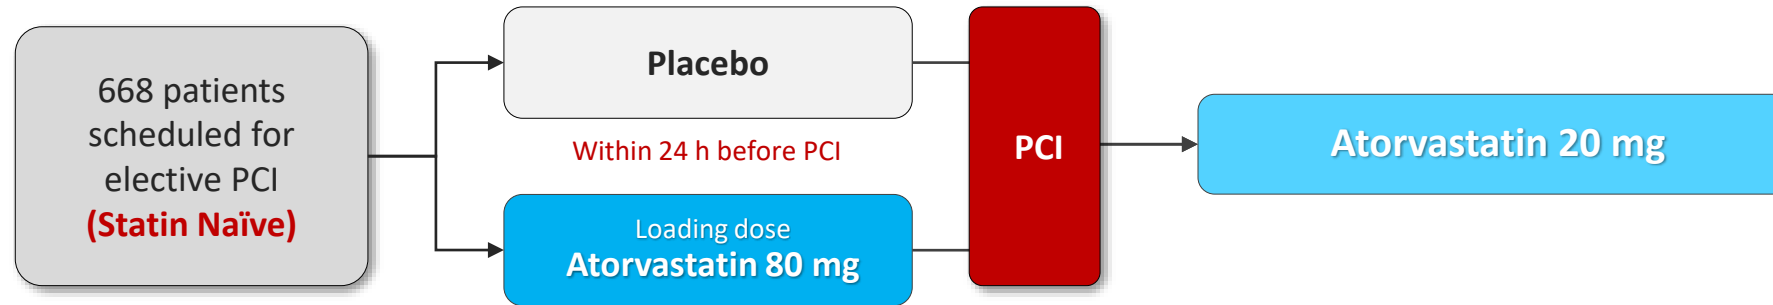 668 patients
scheduled for
elective PCI
(Statin Naïve)
Placebo
Within 24 h before PCI
Loading dose
Atorvastatin 80 mg
PCI
Atorvastatin 20 mg